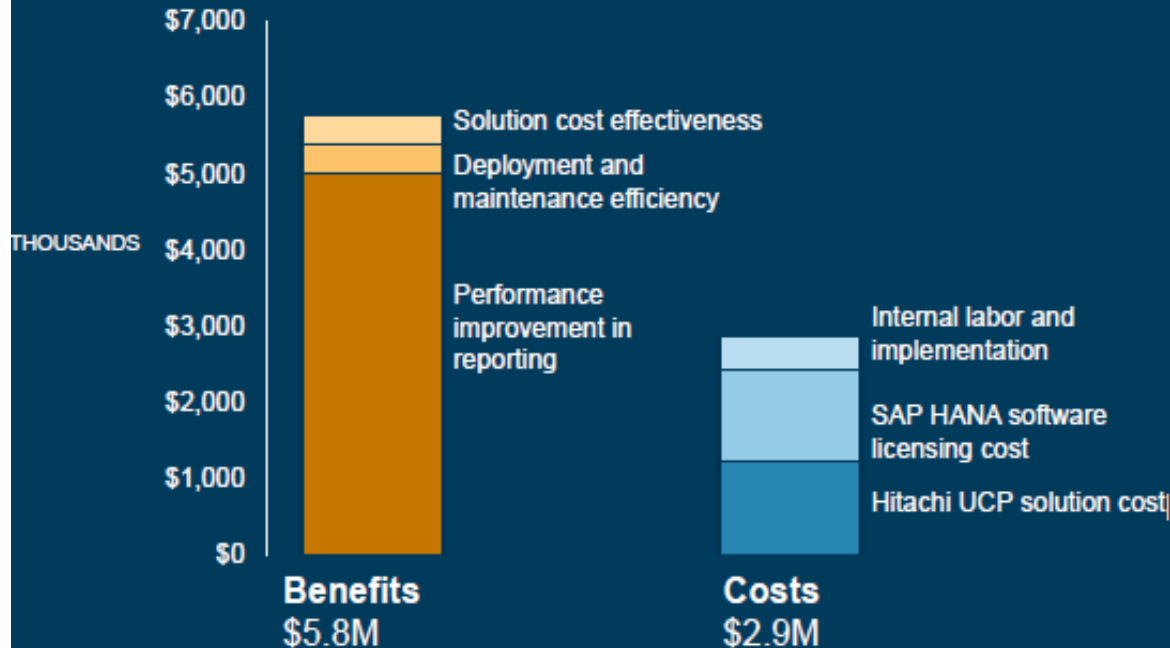 $7,000
$6,000
$5,000
THOUSANDS
$4,000
$3,000
$2,000
$1,000
$0
Solution cost effectiveness
Deployment and
maintenance efficiency
Performance
improvement in
reporting
Internal labor and
implementation
SAP HANA software
licensing cost
Hitachi UCP solution cost
Benefits
$5.8M
Costs
$2.9M